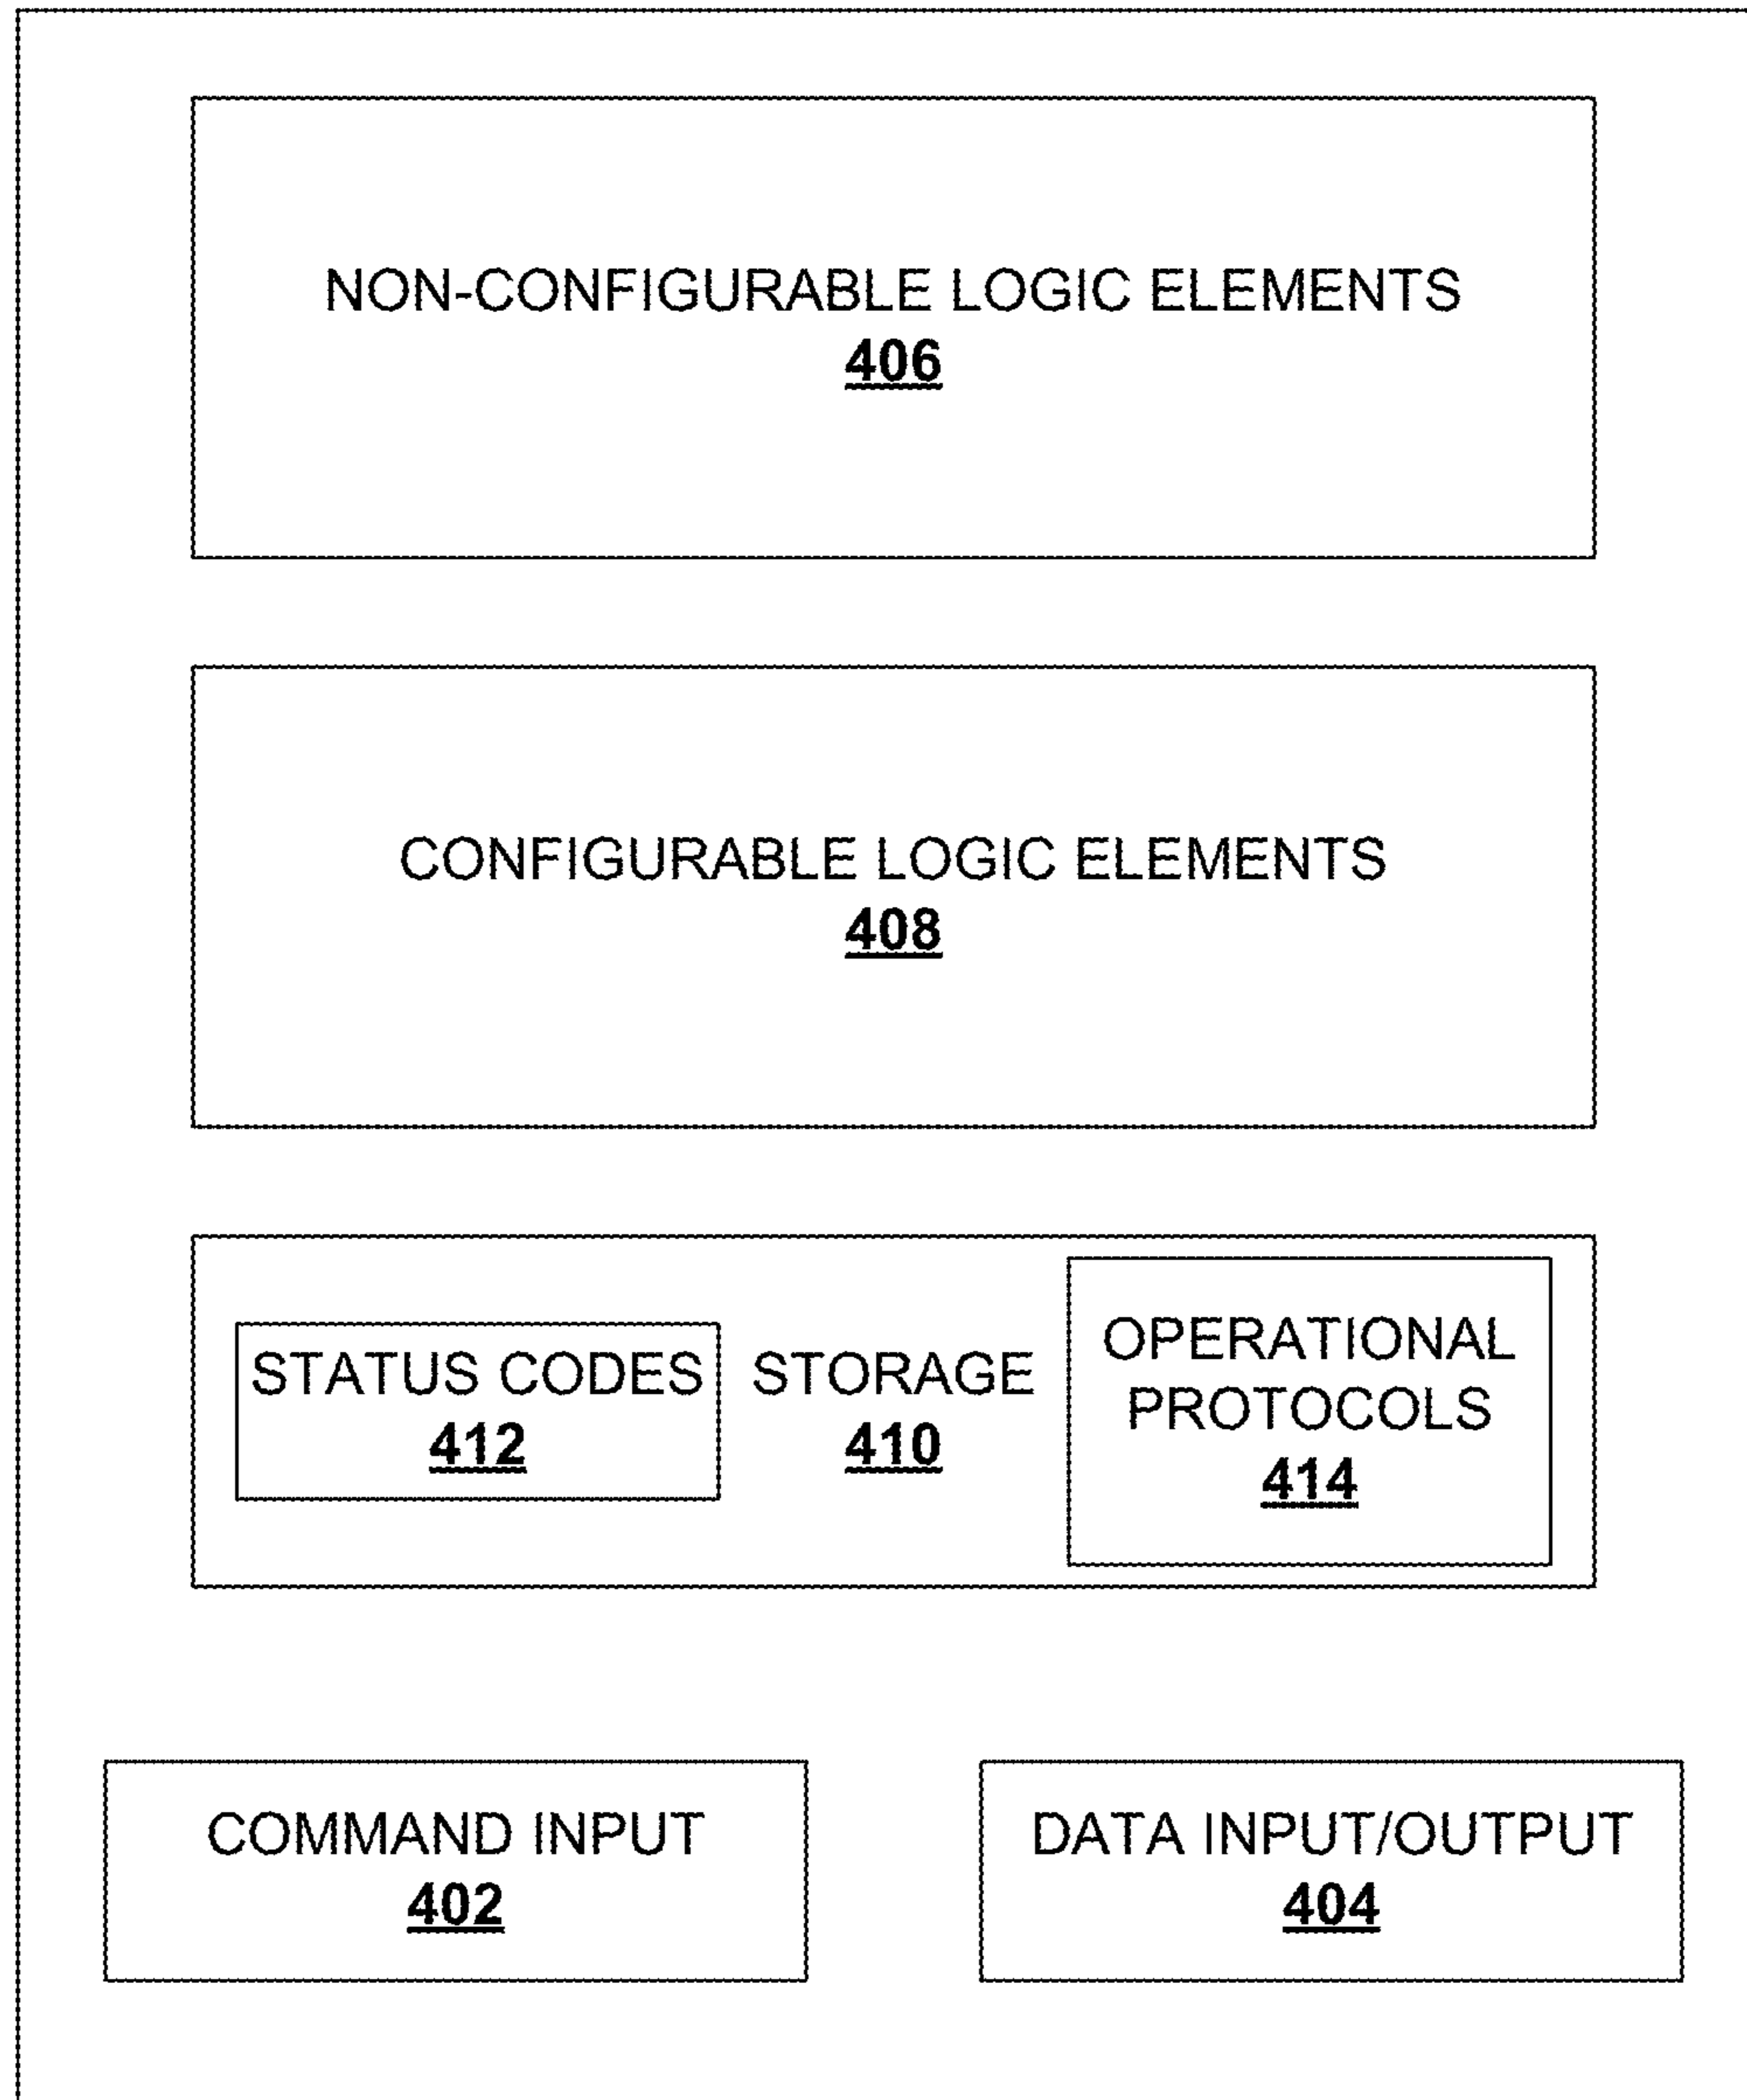 NON-CONFIGURABLE LOGIC ELEMENTS
406
CONFIGURABLE LOGIC ELEMENTS
408
STATUS CODES
412
STORAGE
410
OPERATIONAL
PROTOCOLS
414
COMMAND INPUT
402
DATA INPUT/OUTPUT
404